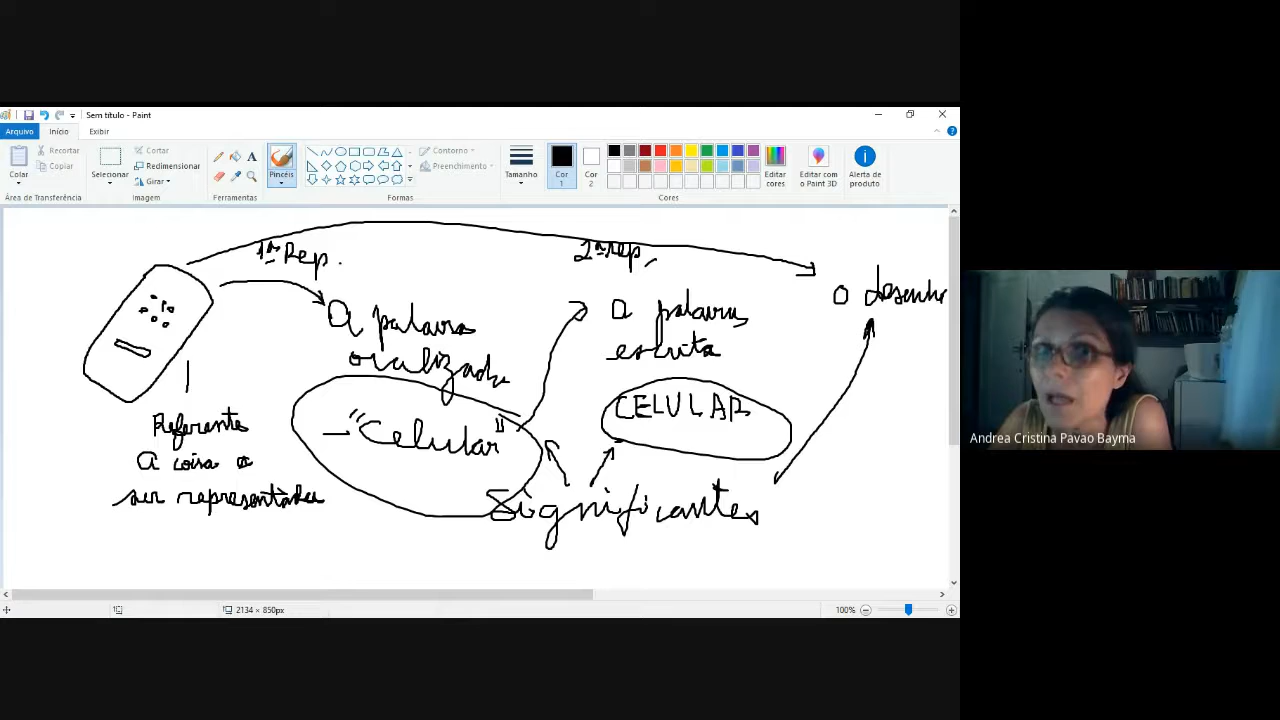 Sem título - Paint
Arquivo Início Exibir
Colar
Recortar
Copiar
Área de Transferência
Selecionar
Cortar
Redimensionar
Girar
Imagem
A
Ferramentas
Pincéis
Contorno
Preenchimento
Formas
Tamanho
Cor 1
Cor 2
Editar cores
Cores
Editar com o Paint 3D
Alerta de produto
1ª Rep.
2ª rep.
O desenho
A palavra
oralizada
A palavra
escrita
- "Celular"
CELULAR
Referente
A coisa a
ser representada
Significantes
Andrea Cristina Pavao Bayma
2134 × 850px
100%